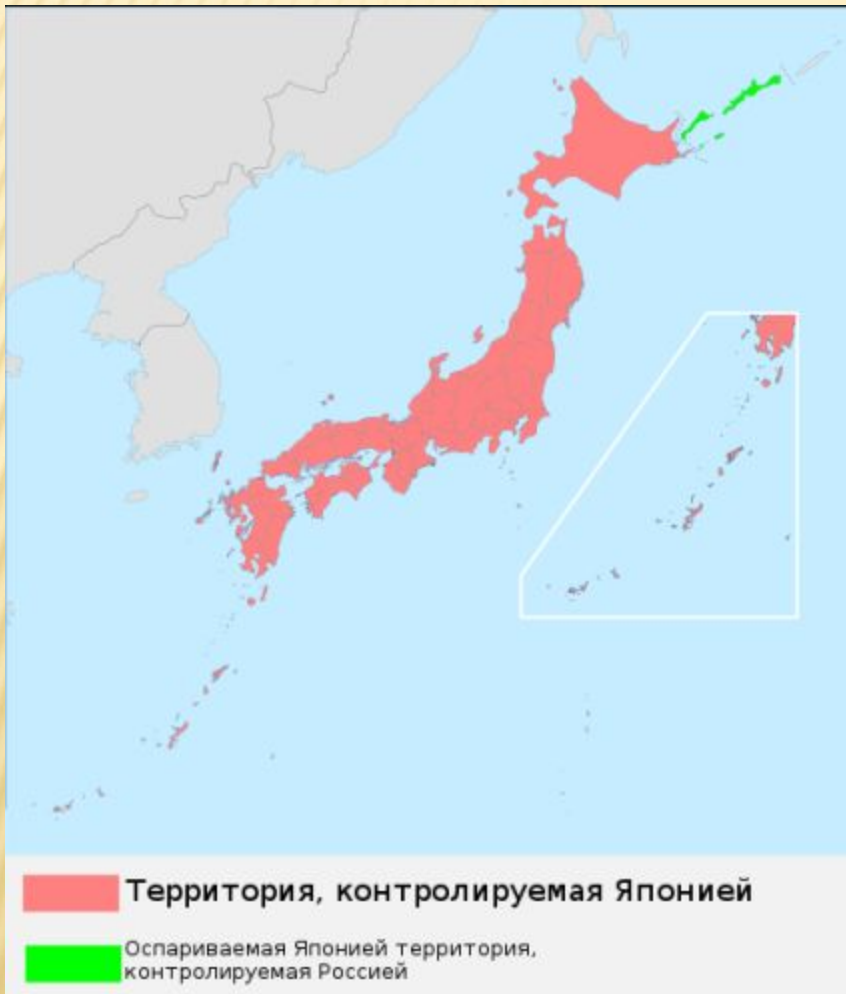 Территория, контролируемая Японией
Оспариваемая Японией территория,
контролируемая Россией